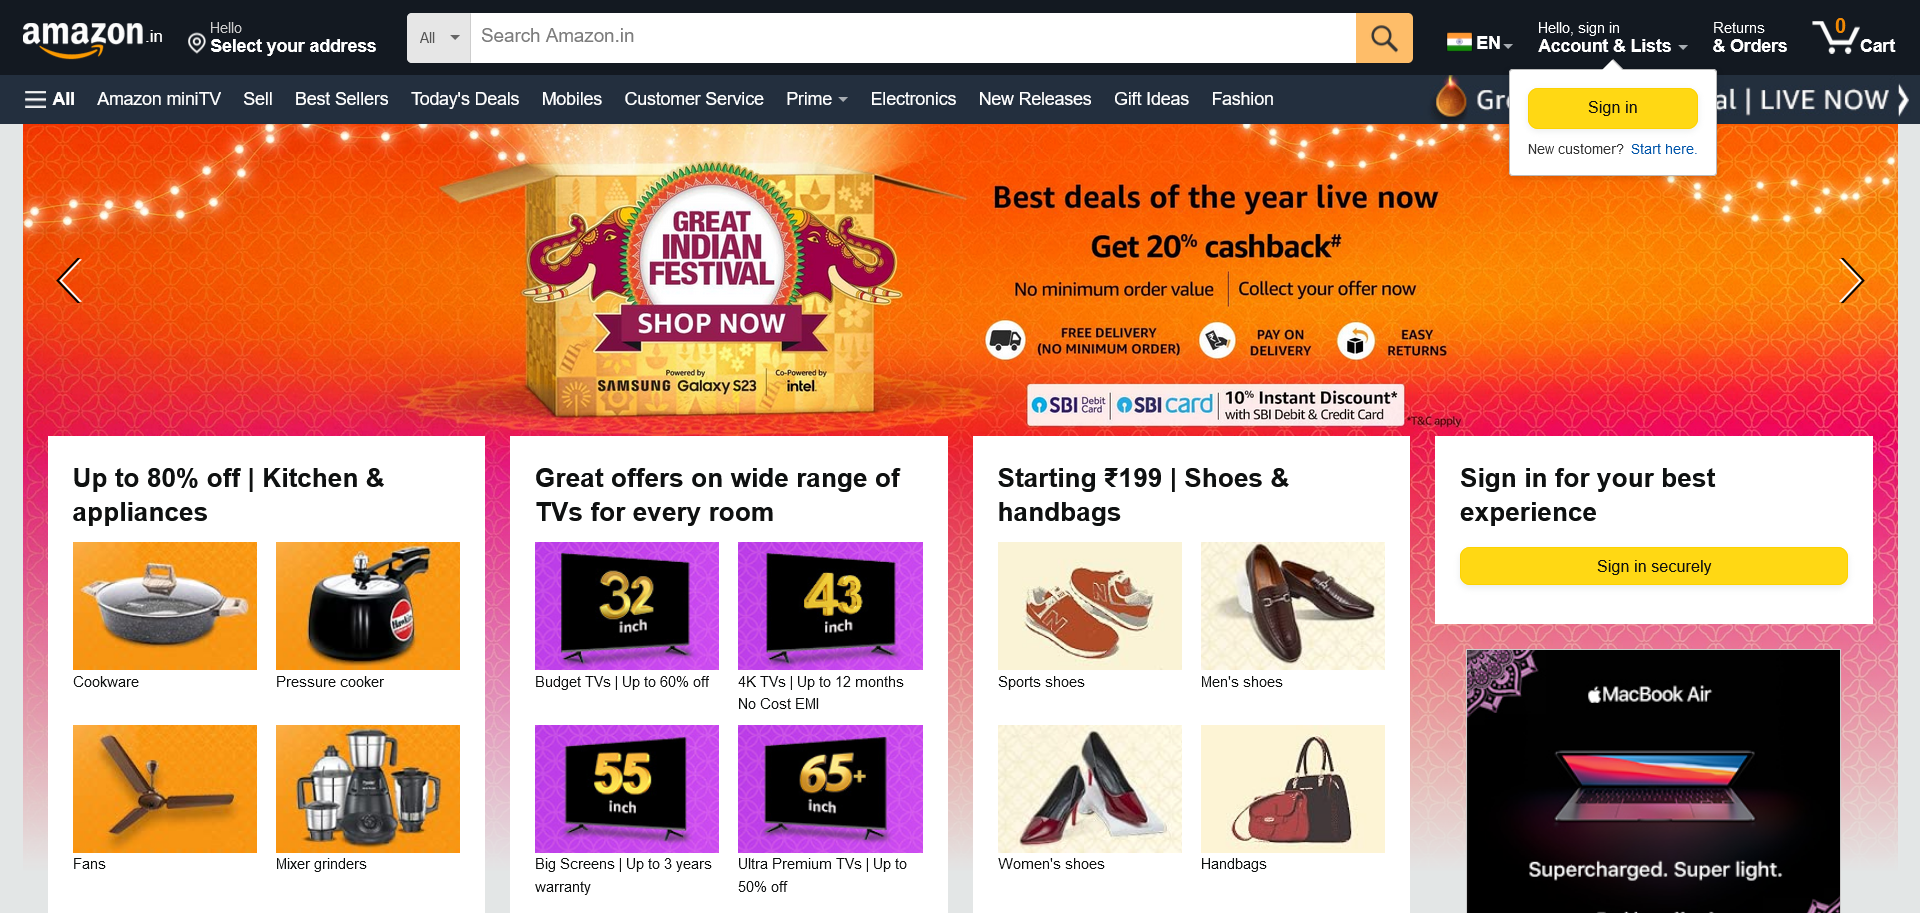 amazon.in
Hello
Select your address
All
Search Amazon.in
EN
Hello, sign in
Account & Lists
Returns
& Orders
0
Cart
All
Amazon miniTV
Sell
Best Sellers
Today's Deals
Mobiles
Customer Service
Prime
Electronics
New Releases
Gift Ideas
Fashion
Gr
al | LIVE NOW
Sign in
New customer? Start here.
GREAT
INDIAN
FESTIVAL
SHOP NOW
Powered by
SAMSUNG Galaxy S23
Co-Powered by
intel.
Best deals of the year live now
Get 20% cashback#
No minimum order value | Collect your offer now
FREE DELIVERY
(NO MINIMUM ORDER)
PAY ON
DELIVERY
EASY
RETURNS
SBI Debit Card | SBI card | 10% Instant Discount*
with SBI Debit & Credit Card
*T&C apply
Up to 80% off | Kitchen &
appliances
Hawkins
Cookware
Pressure cooker
Fans
Mixer grinders
Great offers on wide range of
TVs for every room
32
inch
43
inch
Budget TVs | Up to 60% off
4K TVs | Up to 12 months
No Cost EMI
55
inch
65+
inch
Big Screens | Up to 3 years
warranty
Ultra Premium TVs | Up to
50% off
Starting ₹199 | Shoes &
handbags
N
N
Sports shoes
Men's shoes
Women's shoes
Handbags
Sign in for your best
experience
Sign in securely
MacBook Air
Supercharged. Super light.